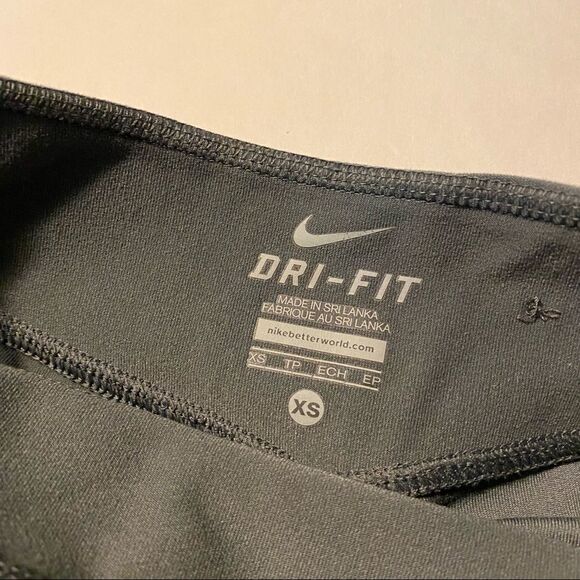 DRI-FIT
MADE IN SRI LANKA
FABRIQUE AU SRI LANKA
nikebetterworld.com
XS TP ECH EP
XS